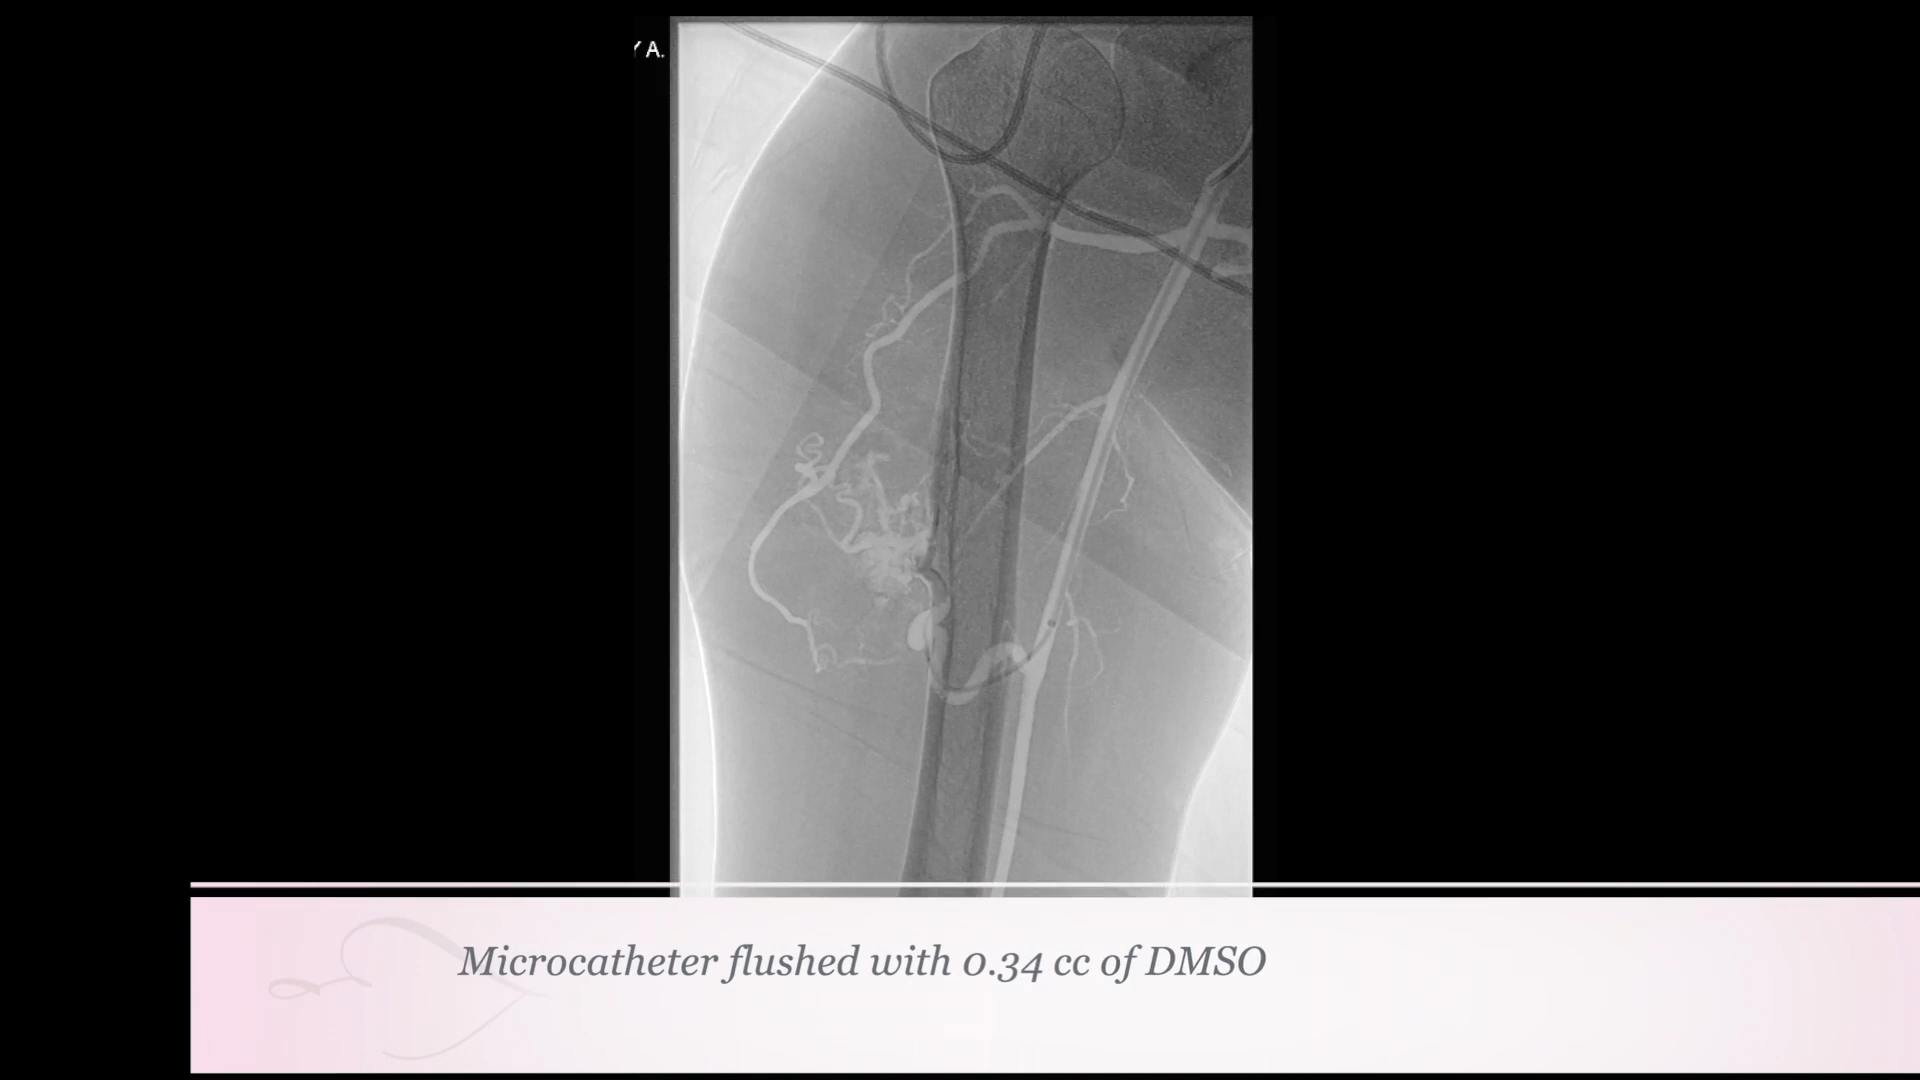 Y A.
Microcatheter flushed with 0.34 cc of DMSO